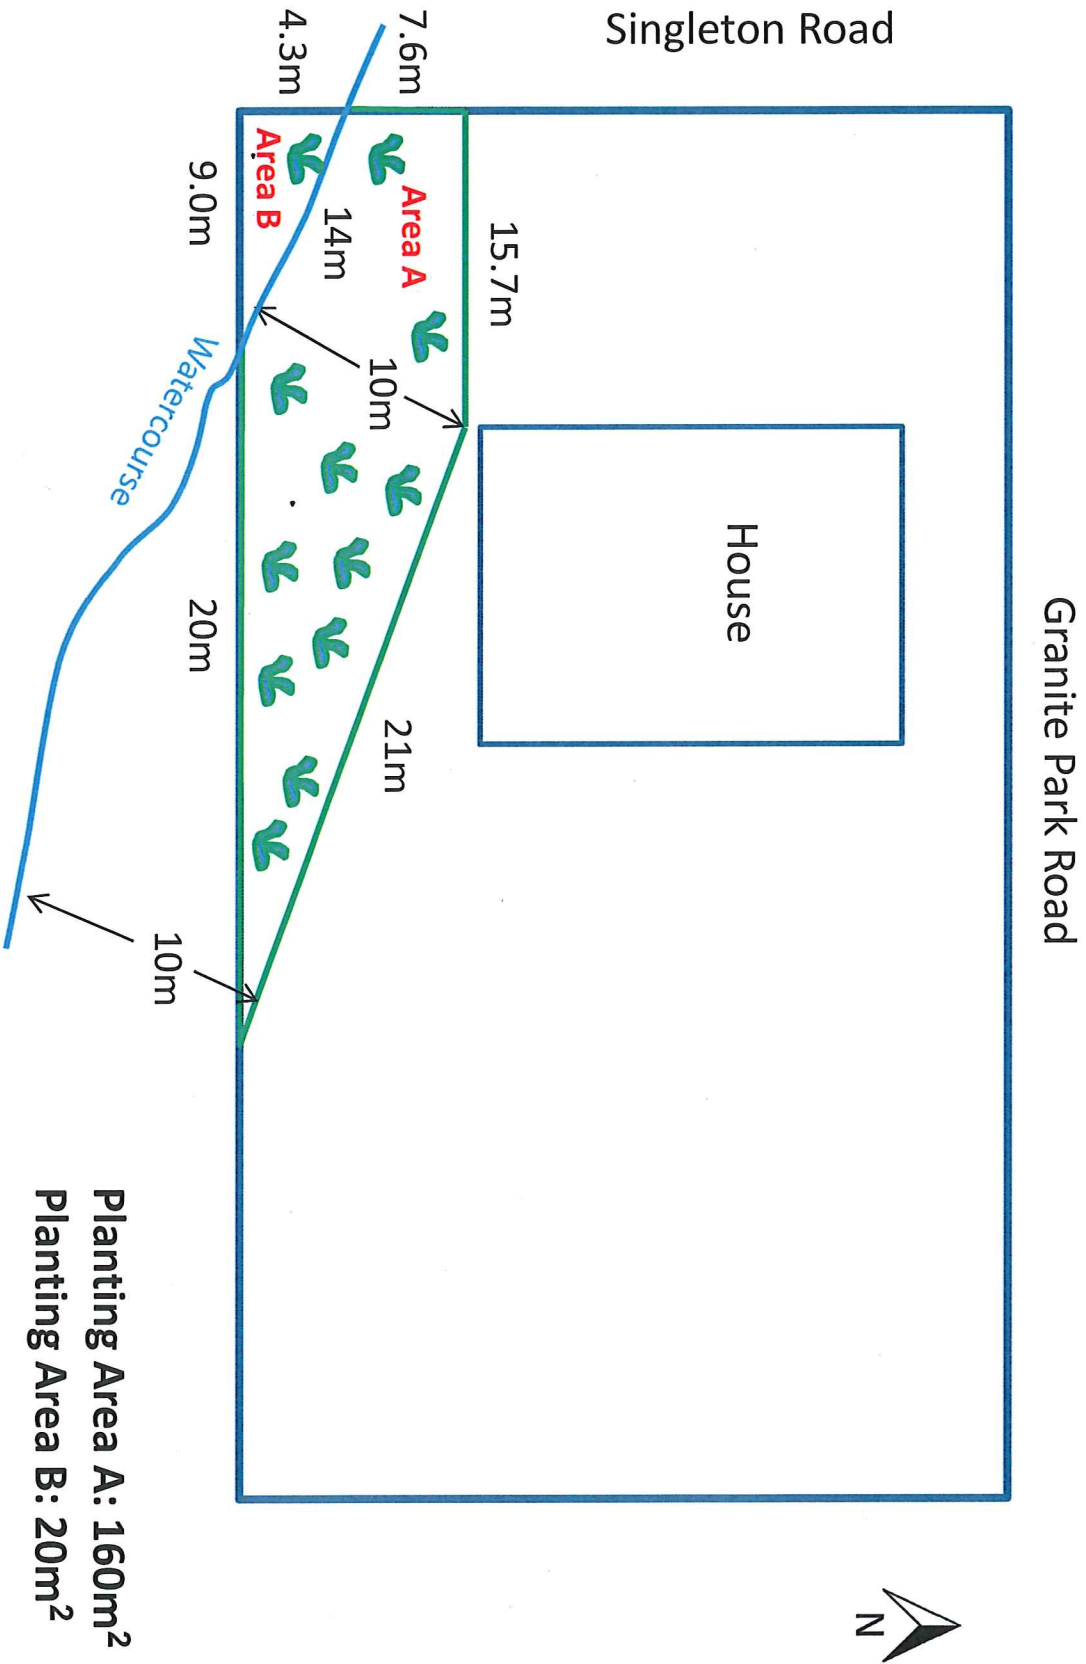 Granite Park Road
Singleton Road
House
15.7m
7.6m
Area A
10m
21m
14m
4.3m
Area B
9.0m
20m
Watercourse
10m
N
Planting Area A: 160m²
Planting Area B: 20m²